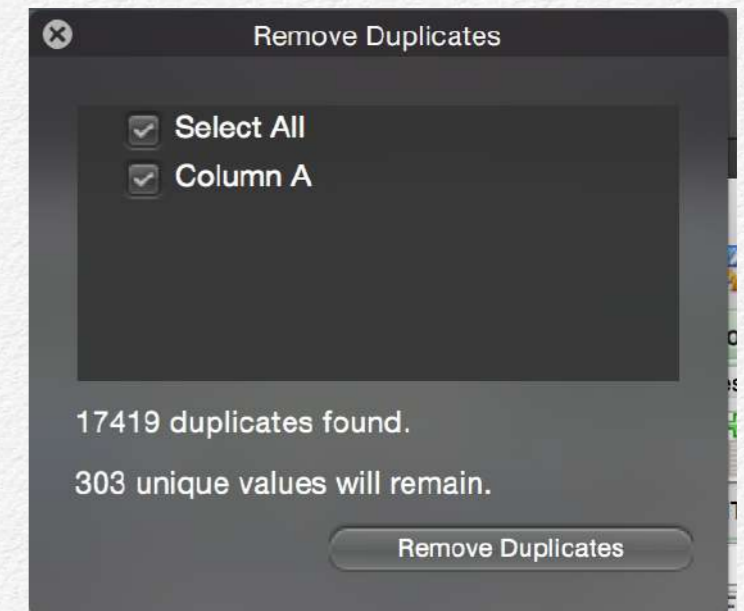 Remove Duplicates
Select All
Column A
17419 duplicates found.
303 unique values will remain.
Remove Duplicates